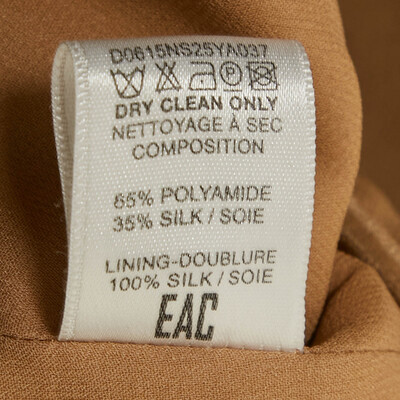 D0615NS25YA037
DRY CLEAN ONLY
NETTOYAGE À SEC
COMPOSITION
65% POLYAMIDE
35% SILK / SOIE
LINING-DOUBLURE
100% SILK / SOIE
EAC